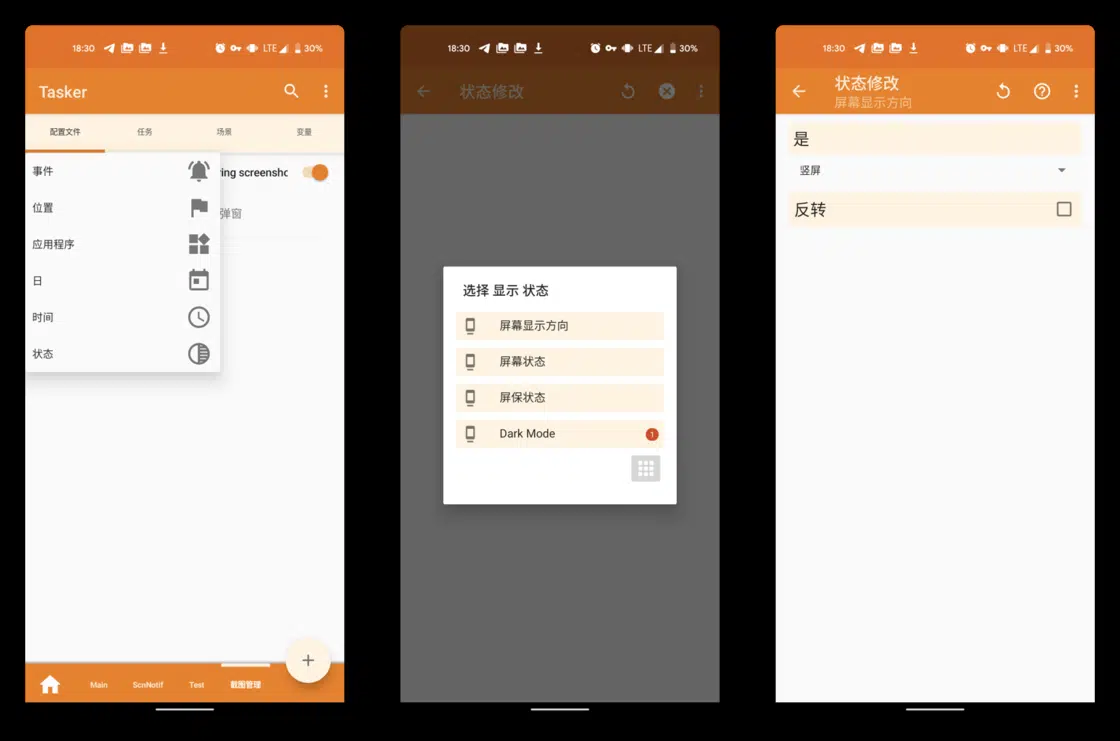 18:30 LTE 30%
Tasker
配置文件 任务 场景 变量
事件
位置
应用程序
日
时间
状态
ing screensho
弹窗
Main ScnNotif Test 截图管理
18:30 LTE 30%
状态修改
选择 显示 状态
屏幕显示方向
屏幕状态
屏保状态
Dark Mode 1
18:30 LTE 30%
状态修改
屏幕显示方向
是
竖屏
反转